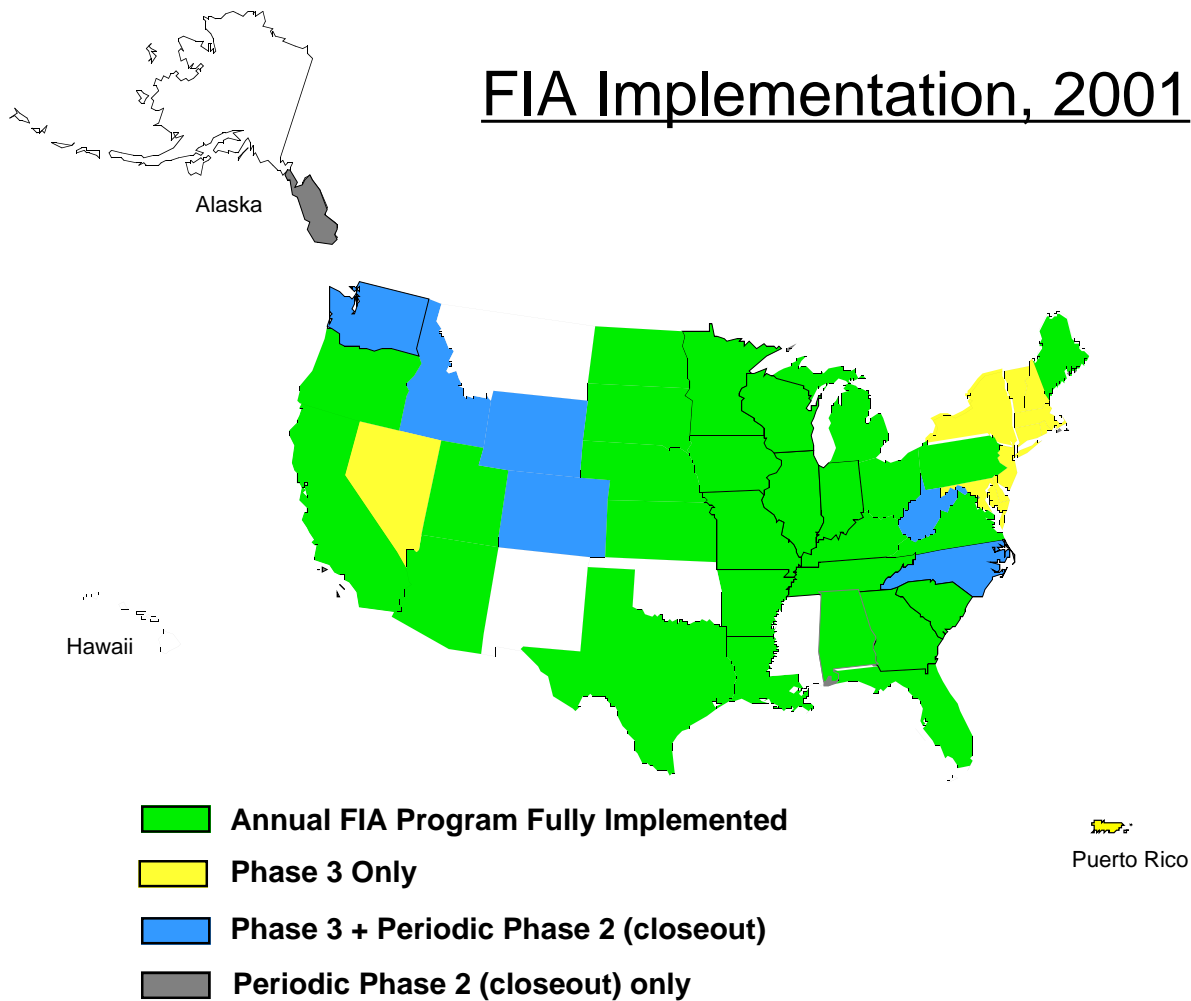 FIA Implementation, 2001
Alaska
Hawaii
Annual FIA Program Fully Implemented
Puerto Rico
Phase 3 Only
Phase 3 + Periodic Phase 2 (closeout)
Periodic Phase 2 (closeout) only